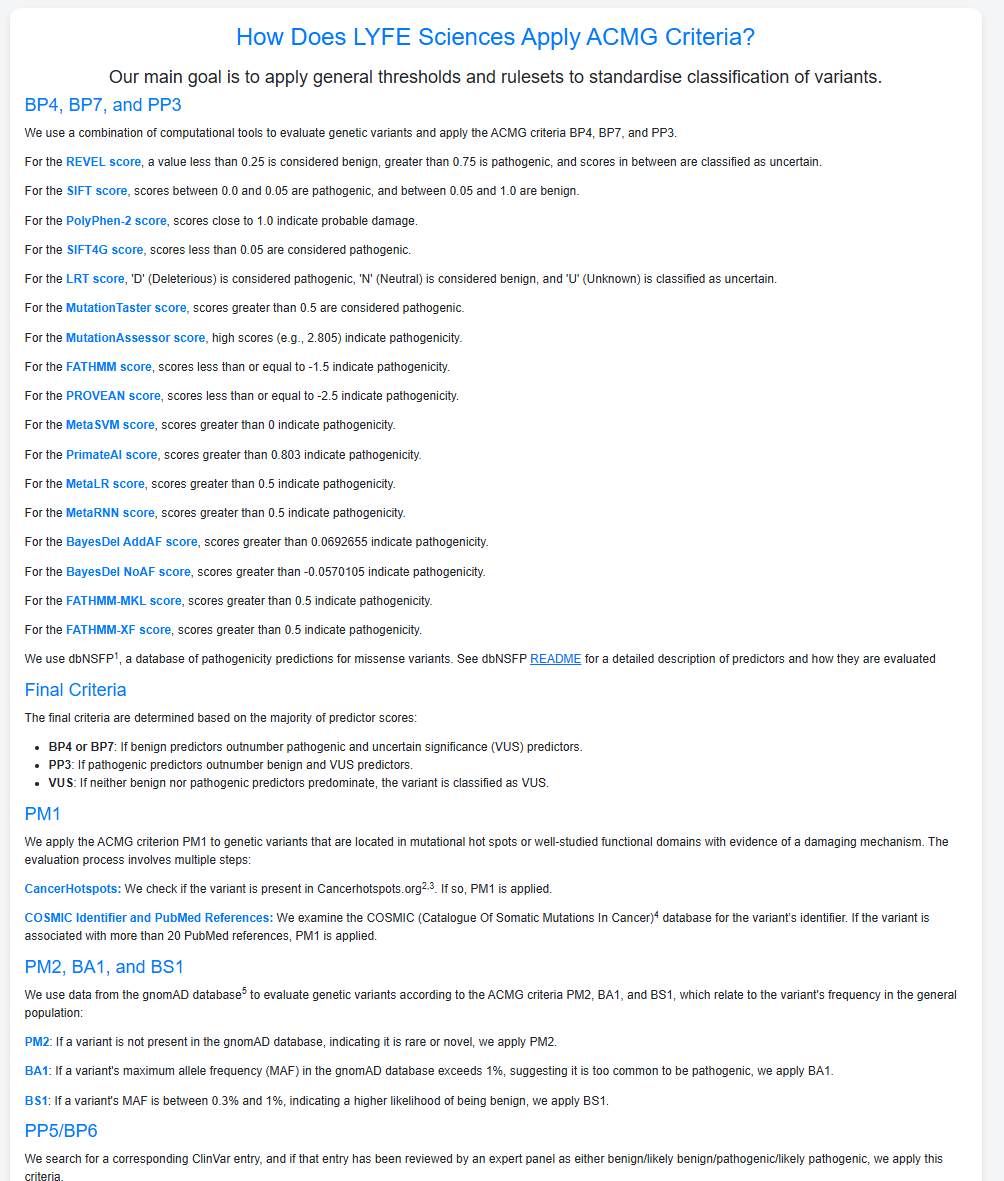 How Does LYFE Sciences Apply ACMG Criteria?
Our main goal is to apply general thresholds and rulesets to standardise classification of variants.
BP4, BP7, and PP3
We use a combination of computational tools to evaluate genetic variants and apply the ACMG criteria BP4, BP7, and PP3.
For the REVEL score, a value less than 0.25 is considered benign, greater than 0.75 is pathogenic, and scores in between are classified as uncertain.
For the SIFT score, scores between 0.0 and 0.05 are pathogenic, and between 0.05 and 1.0 are benign.
For the PolyPhen-2 score, scores close to 1.0 indicate probable damage.
For the SIFT4G score, scores less than 0.05 are considered pathogenic.
For the LRT score, 'D' (Deleterious) is considered pathogenic, 'N' (Neutral) is considered benign, and 'U' (Unknown) is classified as uncertain.
For the MutationTaster score, scores greater than 0.5 are considered pathogenic.
For the MutationAssessor score, high scores (e.g., 2.805) indicate pathogenicity.
For the FATHMM score, scores less than or equal to -1.5 indicate pathogenicity.
For the PROVEAN score, scores less than or equal to -2.5 indicate pathogenicity.
For the MetaSVM score, scores greater than 0 indicate pathogenicity.
For the PrimateAI score, scores greater than 0.803 indicate pathogenicity.
For the MetaLR score, scores greater than 0.5 indicate pathogenicity.
For the MetaRNN score, scores greater than 0.5 indicate pathogenicity.
For the BayesDel AddAF score, scores greater than 0.0692655 indicate pathogenicity.
For the BayesDel NoAF score, scores greater than -0.0570105 indicate pathogenicity.
For the FATHMM-MKL score, scores greater than 0.5 indicate pathogenicity.
For the FATHMM-XF score, scores greater than 0.5 indicate pathogenicity.
We use dbNSFP¹, a database of pathogenicity predictions for missense variants. See dbNSFP README for a detailed description of predictors and how they are evaluated
Final Criteria
The final criteria are determined based on the majority of predictor scores:
• BP4 or BP7: If benign predictors outnumber pathogenic and uncertain significance (VUS) predictors.
• PP3: If pathogenic predictors outnumber benign and VUS predictors.
• VUS: If neither benign nor pathogenic predictors predominate, the variant is classified as VUS.
PM1
We apply the ACMG criterion PM1 to genetic variants that are located in mutational hot spots or well-studied functional domains with evidence of a damaging mechanism. The
evaluation process involves multiple steps:
CancerHotspots: We check if the variant is present in Cancerhotspots.org²,³. If so, PM1 is applied.
COSMIC Identifier and PubMed References: We examine the COSMIC (Catalogue Of Somatic Mutations In Cancer)⁴ database for the variant's identifier. If the variant is
associated with more than 20 PubMed references, PM1 is applied.
PM2, BA1, and BS1
We use data from the gnomAD database⁵ to evaluate genetic variants according to the ACMG criteria PM2, BA1, and BS1, which relate to the variant's frequency in the general
population:
PM2: If a variant is not present in the gnomAD database, indicating it is rare or novel, we apply PM2.
BA1: If a variant's maximum allele frequency (MAF) in the gnomAD database exceeds 1%, suggesting it is too common to be pathogenic, we apply BA1.
BS1: If a variant's MAF is between 0.3% and 1%, indicating a higher likelihood of being benign, we apply BS1.
PP5/BP6
We search for a corresponding ClinVar entry, and if that entry has been reviewed by an expert panel as either benign/likely benign/pathogenic/likely pathogenic, we apply this
criteria.